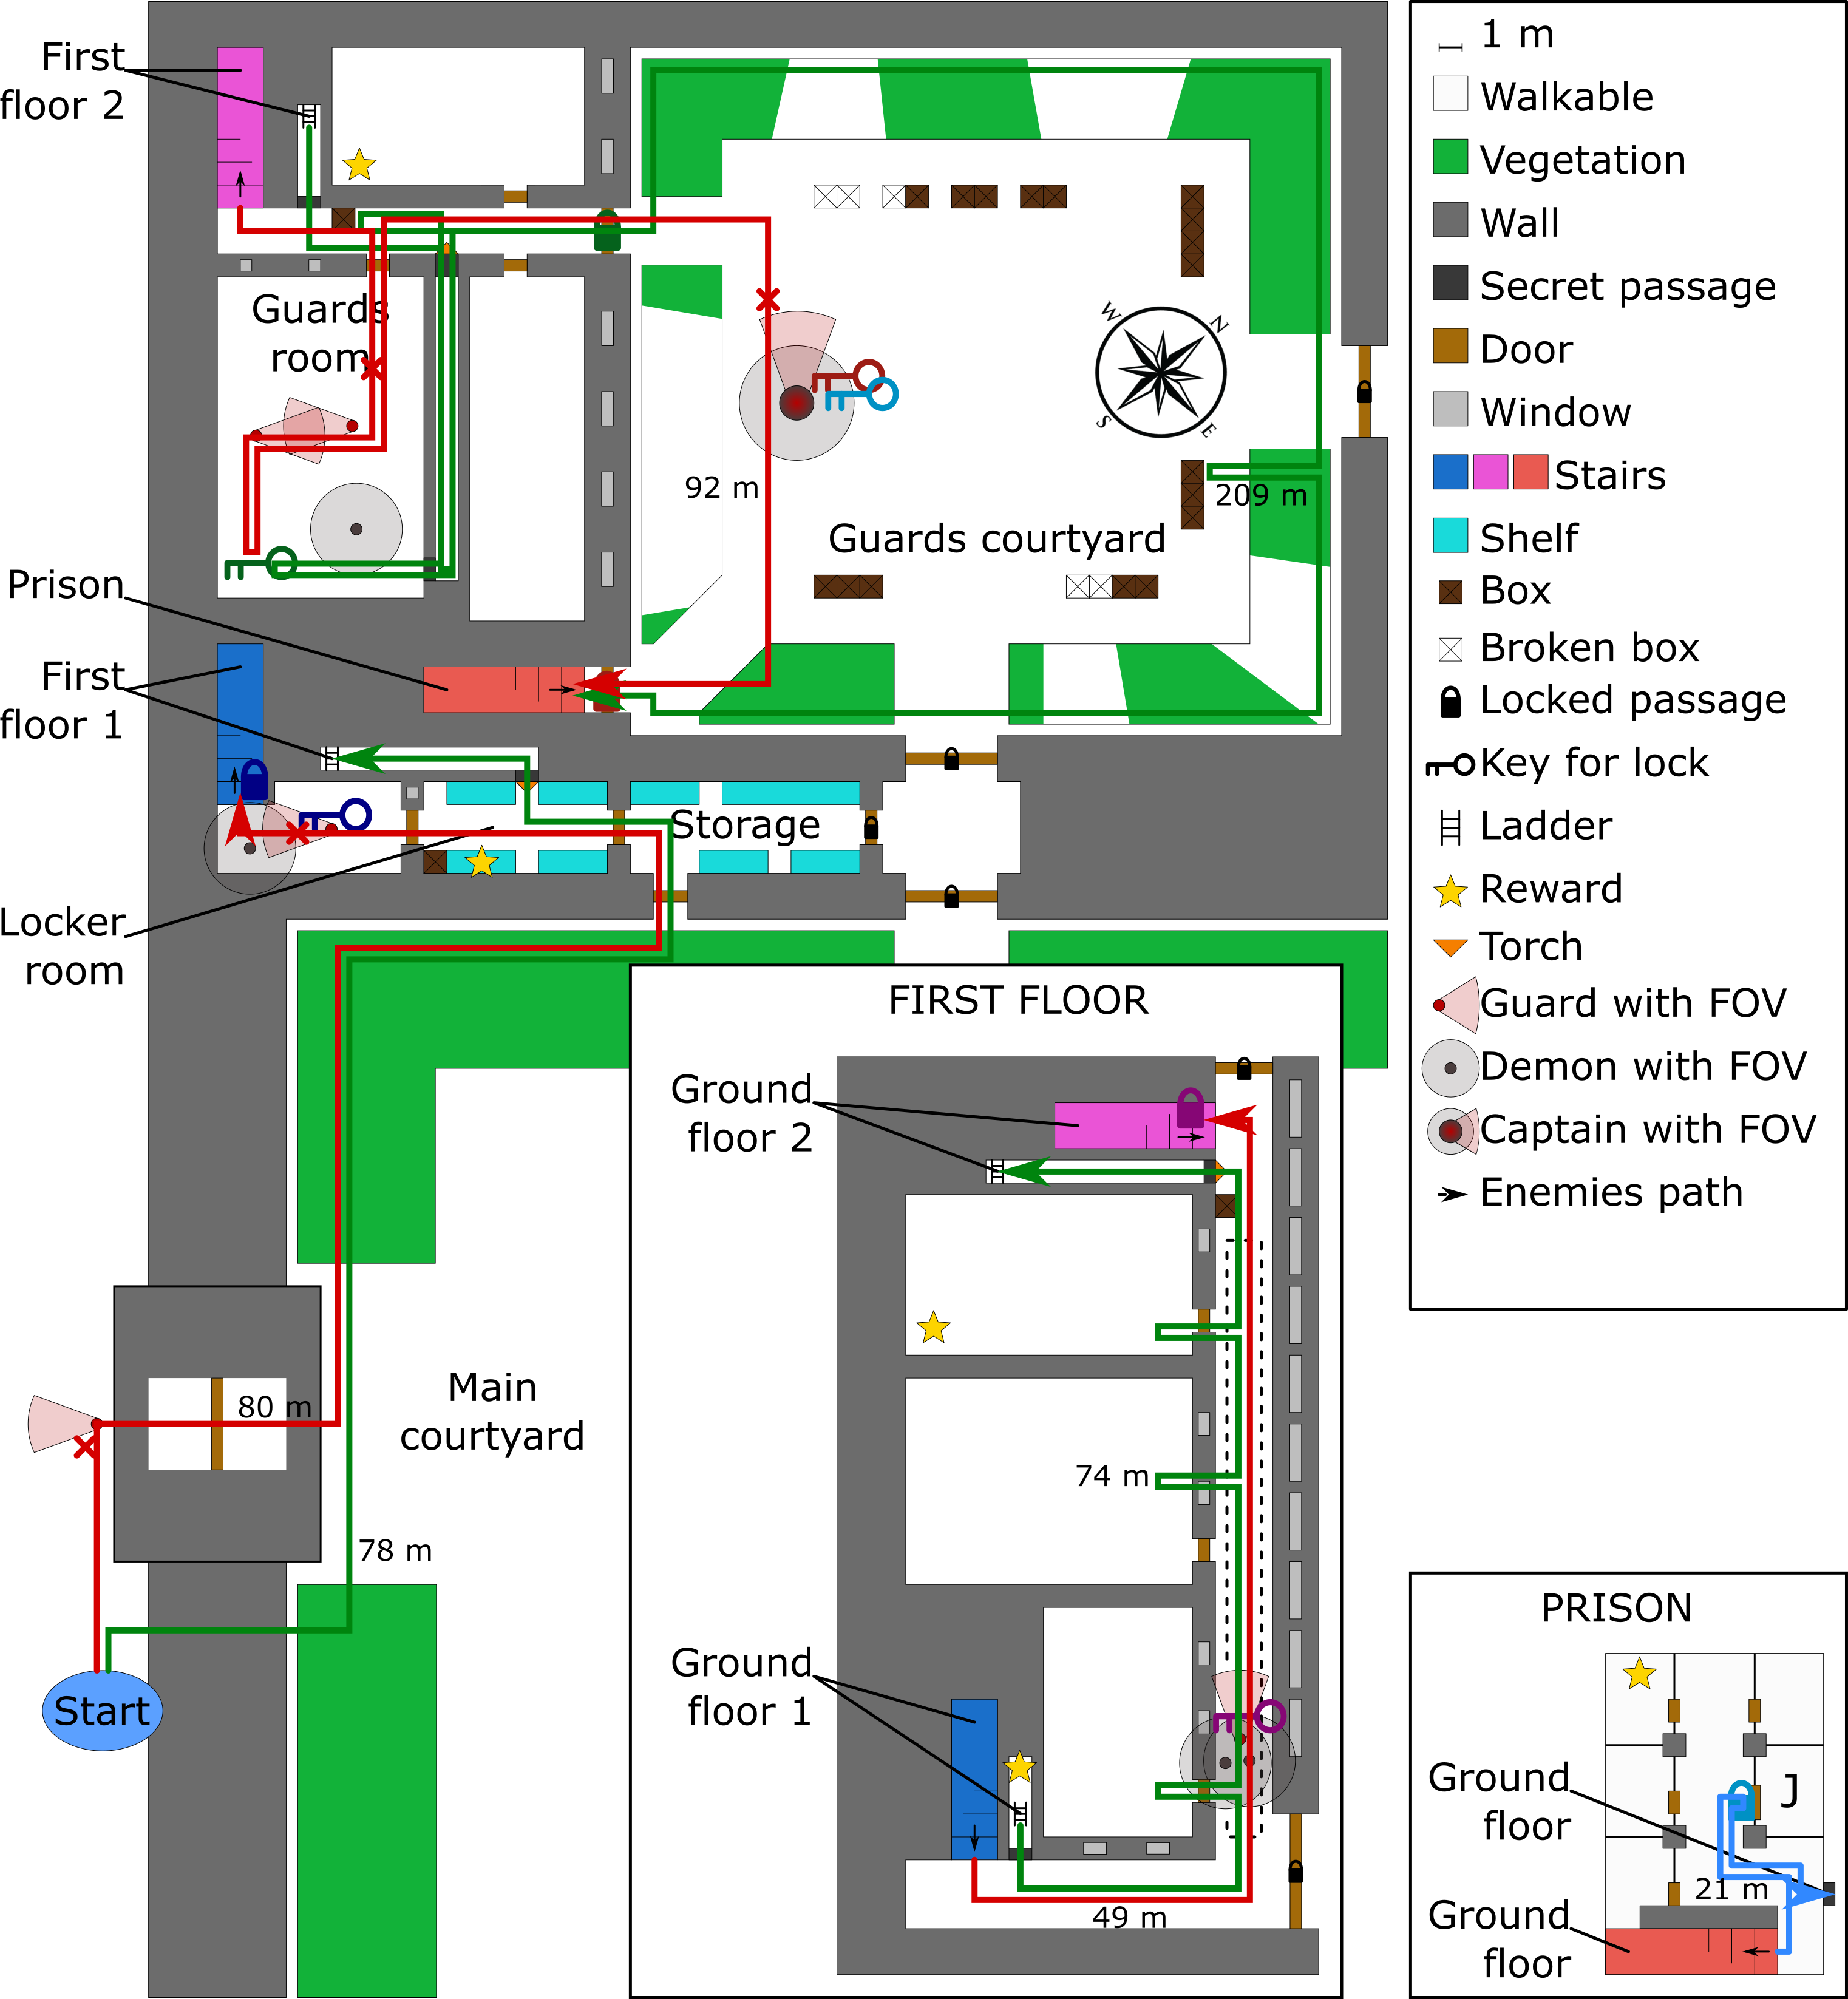 First
floor 2
Guards
room
Prison
First
floor 1
Locker
room
Storage
92 m
W
N
S
E
209 m
Guards courtyard
80 m
Main
courtyard
78 m
Start
FIRST FLOOR
Ground
floor 2
74 m
Ground
floor 1
49 m
1 m
Walkable
Vegetation
Wall
Secret passage
Door
Window
Stairs
Shelf
Box
Broken box
Locked passage
Key for lock
Ladder
Reward
Torch
Guard with FOV
Demon with FOV
Captain with FOV
Enemies path
PRISON
J
Ground
floor
21 m
Ground
floor